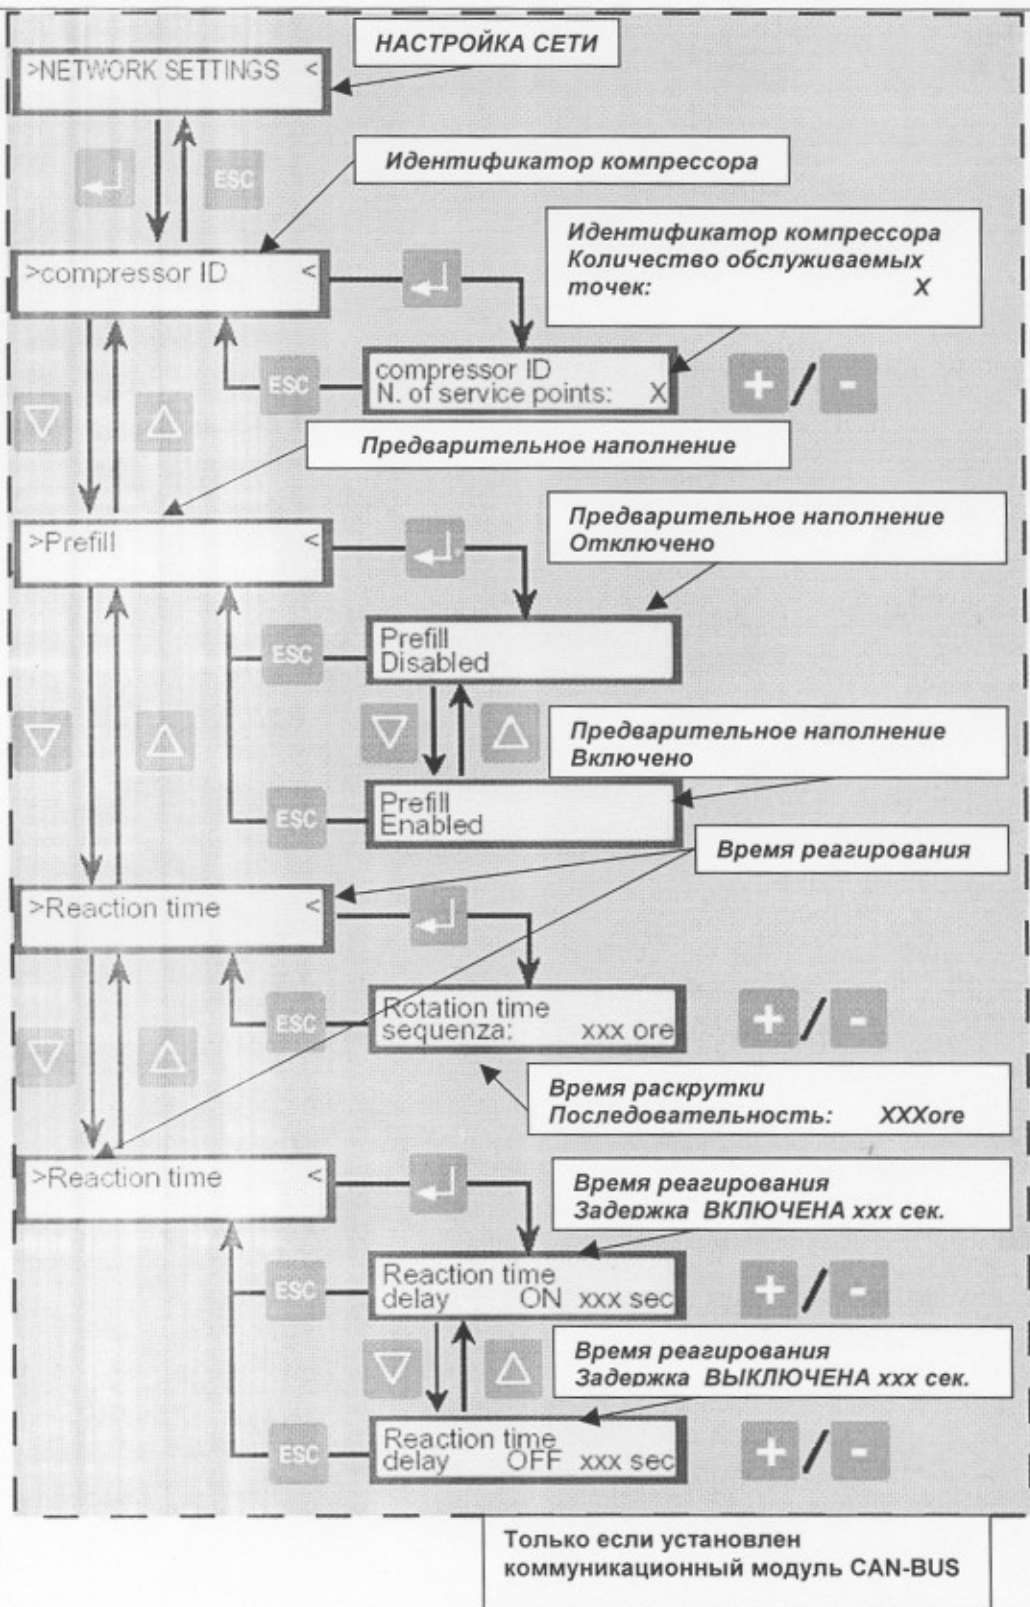 НАСТРОЙКА СЕТИ
>NETWORK SETTINGS <
ESC
Идентификатор компрессора
>compressor ID <
Идентификатор компрессора
Количество обслуживаемых
точек: X
compressor ID
N. of service points: X
ESC
+ / -
Предварительное наполнение
>Prefill <
Предварительное наполнение
Отключено
Prefill
Disabled
ESC
Предварительное наполнение
Включено
Prefill
Enabled
ESC
Время реагирования
>Reaction time <
Rotation time
sequenza: xxx ore
ESC
+ / -
Время раскрутки
Последовательность: XXXore
>Reaction time <
Время реагирования
Задержка ВКЛЮЧЕНА xxx сек.
Reaction time
delay ON xxx sec
ESC
+ / -
Время реагирования
Задержка ВЫКЛЮЧЕНА xxx сек.
Reaction time
delay OFF xxx sec
ESC
+ / -
Только если установлен
коммуникационный модуль CAN-BUS